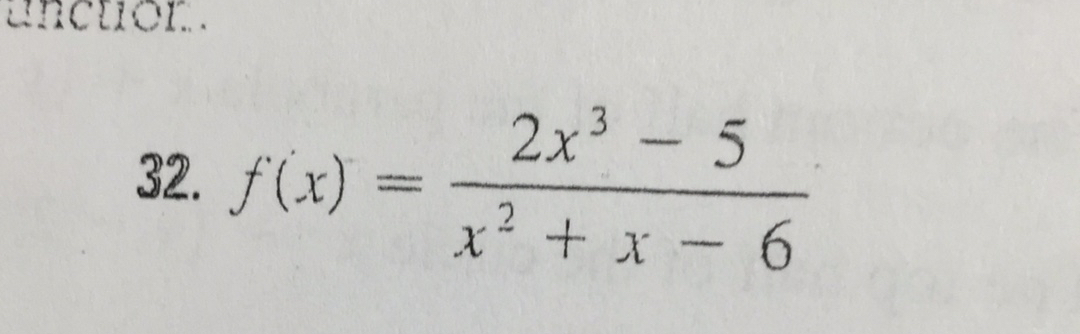 32. f(x) = (2x³ − 5)/(x² + x − 6)